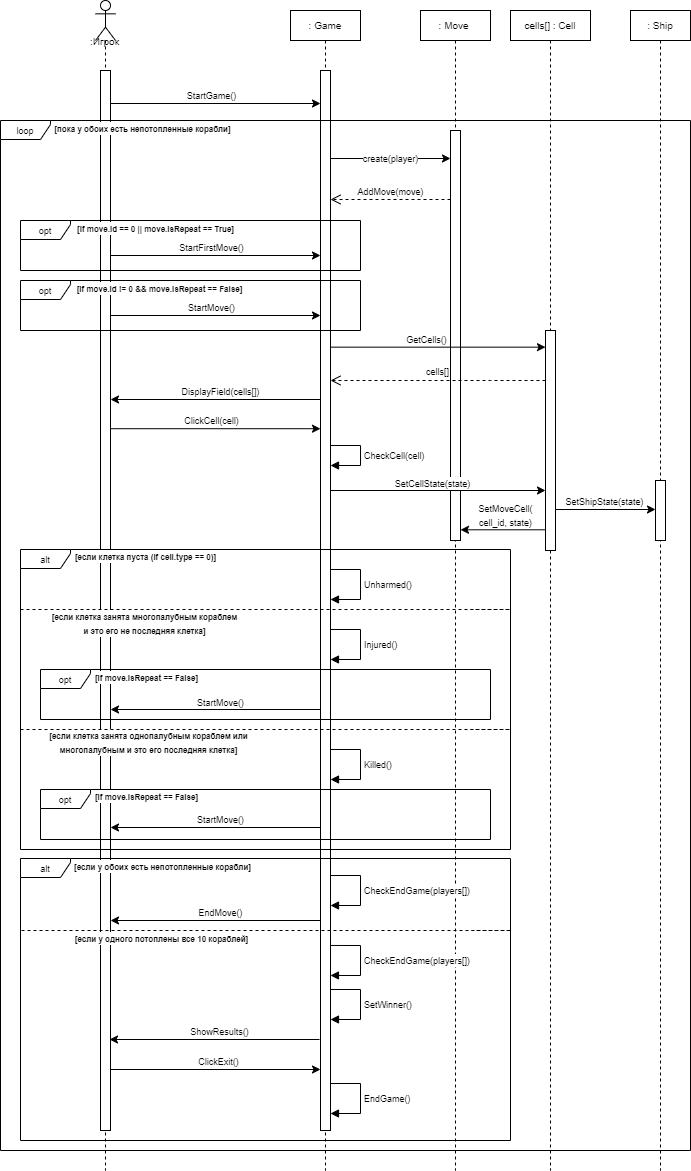 :Игрок
: Game
: Move
cells[] : Cell
: Ship
StartGame()
loop
[пока у обоих есть непотопленные корабли]
create(player)
AddMove(move)
opt
[if move.id == 0 || move.isRepeat == True]
StartFirstMove()
opt
[if move.id != 0 && move.isRepeat == False]
StartMove()
GetCells()
cells[]
DisplayField(cells[])
ClickCell(cell)
CheckCell(cell)
SetCellState(state)
SetShipState(state)
SetMoveCell(
cell_id, state)
alt
[если клетка пуста (if cell.type == 0)]
Unharmed()
[если клетка занята многопалубным кораблем
и это его не последняя клетка]
Injured()
opt
[if move.isRepeat == False]
StartMove()
[если клетка занята однопалубным кораблем или
многопалубным и это его последняя клетка]
Killed()
opt
[if move.isRepeat == False]
StartMove()
alt
[если у обоих есть непотопленные корабли]
CheckEndGame(players[])
EndMove()
[если у одного потоплены все 10 кораблей]
CheckEndGame(players[])
SetWinner()
ShowResults()
ClickExit()
EndGame()